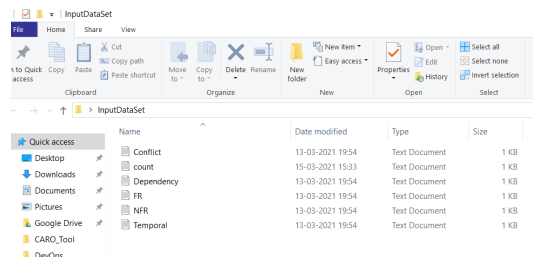 InputDataSet
File Home Share View
Cut
Copy path
Paste shortcut
n to Quick access
Copy
Paste
Clipboard
Move to
Copy to
Delete
Rename
Organize
New folder
New item
Easy access
New
Properties
Open
Edit
History
Open
Select all
Select none
Invert selection
Select
InputDataSet
Name Date modified Type Size
Quick access
Desktop
Downloads
Documents
Pictures
Google Drive
CARO_Tool
DevOps
Conflict 13-03-2021 19:54 Text Document 1 KB
count 15-03-2021 15:33 Text Document 1 KB
Dependency 13-03-2021 19:54 Text Document 1 KB
FR 13-03-2021 19:54 Text Document 1 KB
NFR 13-03-2021 19:54 Text Document 1 KB
Temporal 13-03-2021 19:54 Text Document 1 KB